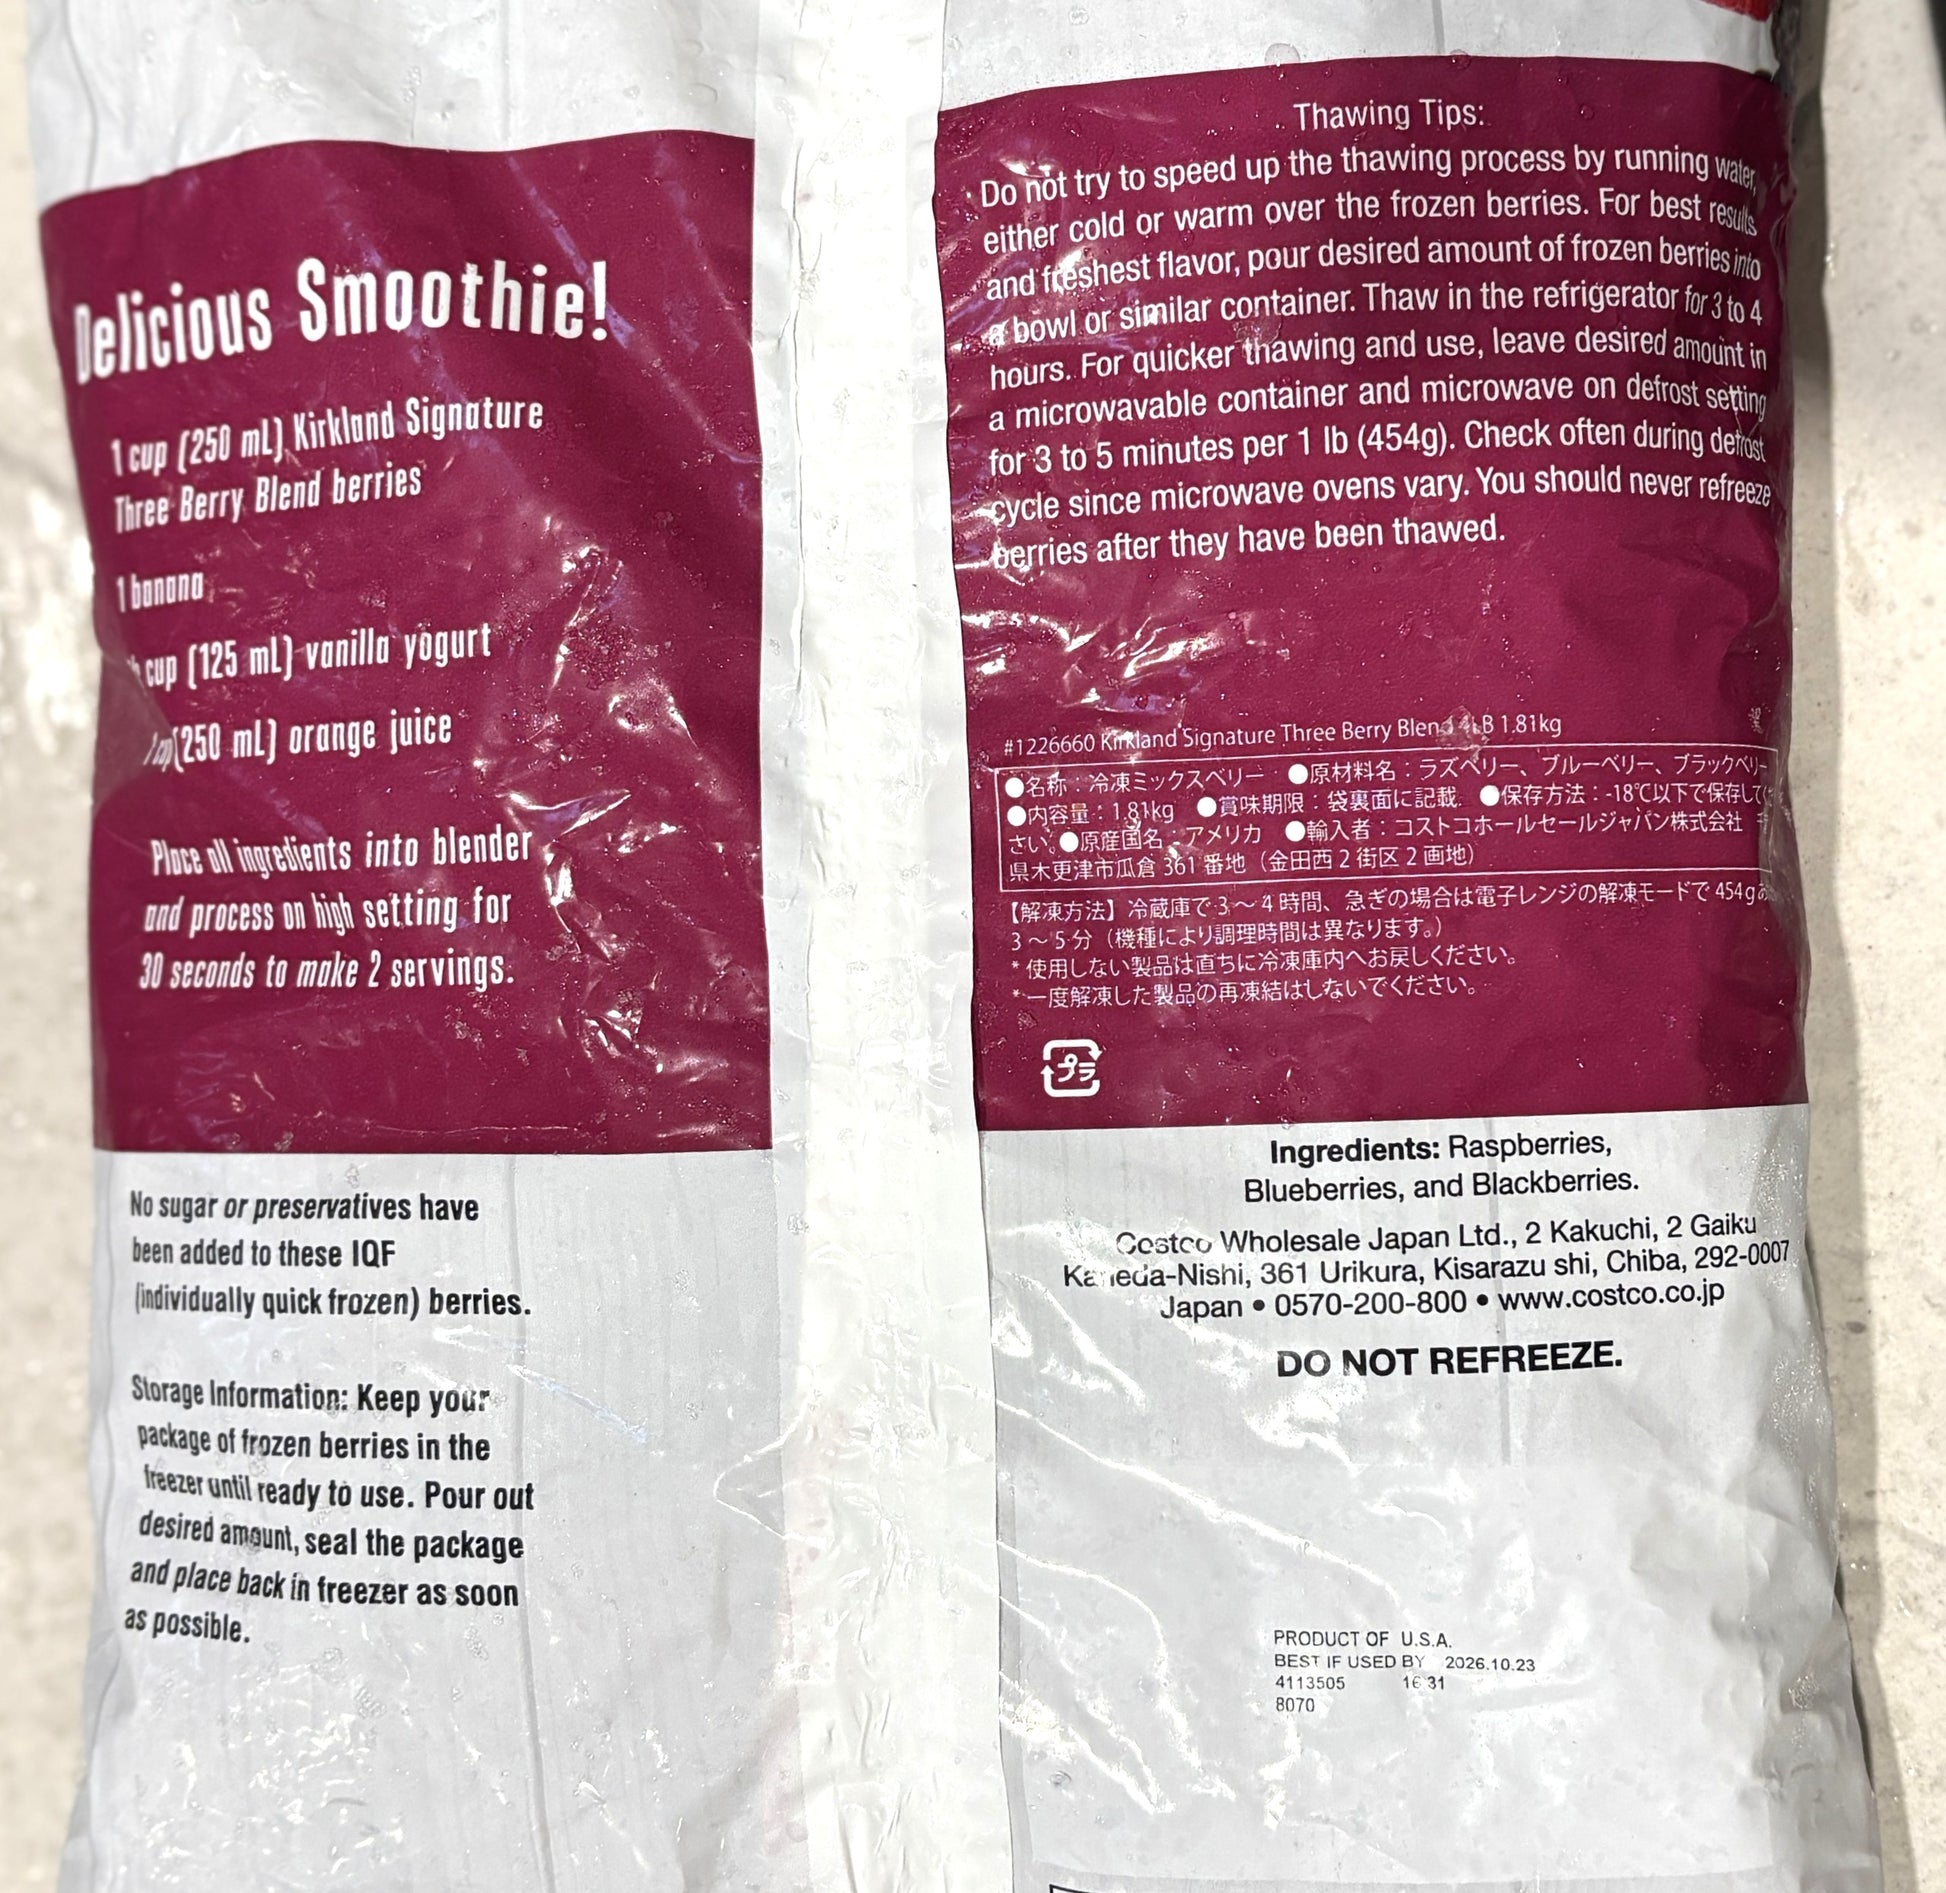 Delicious Smoothie!
1 cup (250 mL) Kirkland Signature
Three Berry Blend berries
1 banana
cup (125 mL) vanilla yogurt
(250 mL) orange juice
Place all ingredients into blender
and process on high setting for
30 seconds to make 2 servings.
No sugar or preservatives have
been added to these IQF
(individually quick frozen) berries.
Storage Information: Keep your
package of frozen berries in the
freezer until ready to use. Pour out
desired amount, seal the package
and place back in freezer as soon
as possible.
Thawing Tips:
Do not try to speed up the thawing process by running water,
either cold or warm over the frozen berries. For best results
and freshest flavor, pour desired amount of frozen berries into
a bowl or similar container. Thaw in the refrigerator for 3 to 4
hours. For quicker thawing and use, leave desired amount in
a microwavable container and microwave on defrost setting
for 3 to 5 minutes per 1 lb (454g). Check often during defrost
cycle since microwave ovens vary. You should never refreeze
berries after they have been thawed.
#1226660 Kirkland Signature Three Berry Blend 4LB 1.81kg
●名称：冷凍ミックスベリー ●原材料名：ラズベリー、ブルーベリー、ブラックベリー
●内容量：1.81kg ●賞味期限：袋裏面に記載 ●保存方法：-18℃以下で保存して
さい。●原産国名：アメリカ ●輸入者：コストコホールセールジャパン株式会社
県木更津市瓜倉 361 番地（金田西 2 街区 2 画地）
【解凍方法】冷蔵庫で 3～4 時間、急ぎの場合は電子レンジの解凍モードで 454g
3～5 分（機種により調理時間は異なります。）
* 使用しない製品は直ちに冷凍庫内へお戻しください。
* 一度解凍した製品の再凍結はしないでください。
プラ
Ingredients: Raspberries,
Blueberries, and Blackberries.
Costco Wholesale Japan Ltd., 2 Kakuchi, 2 Gaiku
Kaneda-Nishi, 361 Urikura, Kisarazu shi, Chiba, 292-0007
Japan • 0570-200-800 • www.costco.co.jp
DO NOT REFREEZE.
PRODUCT OF U.S.A.
BEST IF USED BY 2026.10.23
4113505 16 31
8070